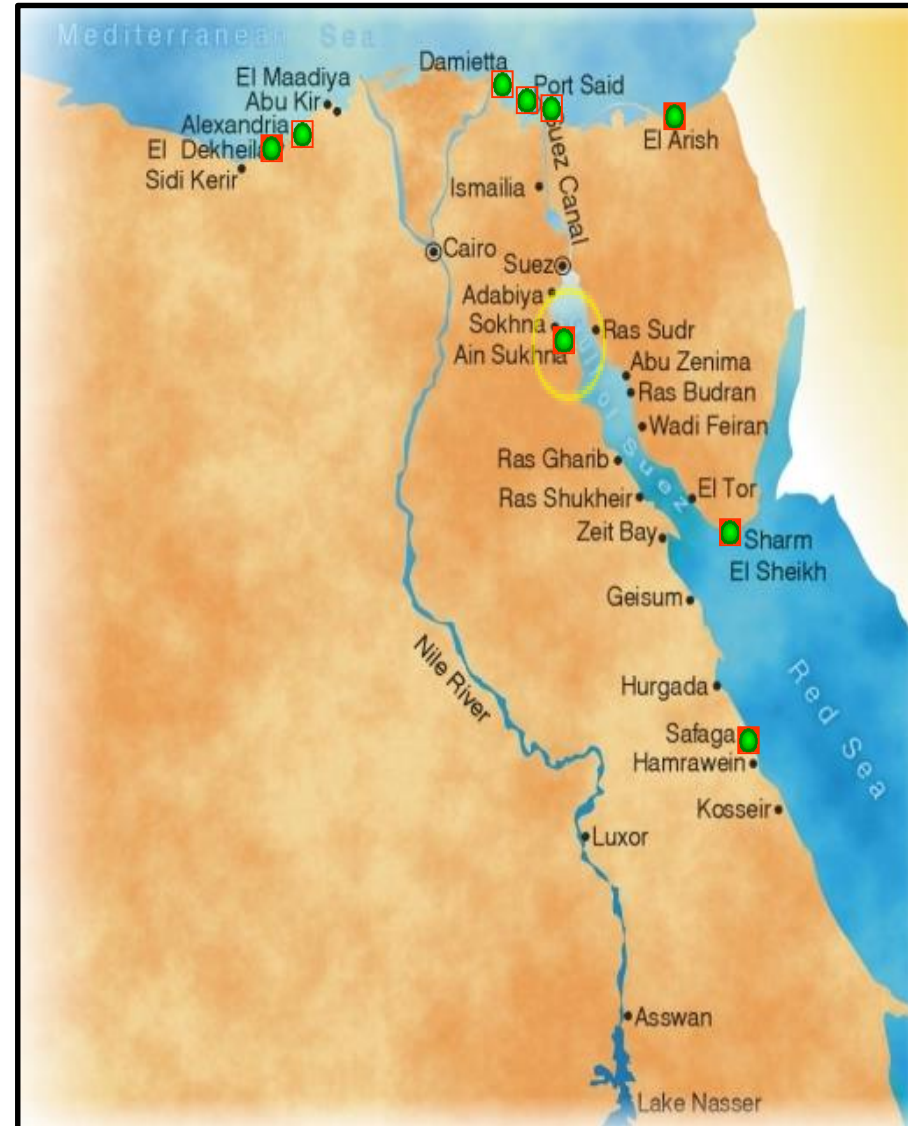 Mediterranean Sea
Damietta
El Maadiya
Port Said
Abu Kir
Alexandria
El Dekheila
El Arish
Sidi Kerir
Suez Canal
Ismailia
Cairo
Suez
Adabiya
Sokhna
Ras Sudr
Ain Sukhna
Abu Zenima
Ras Budran
Wadi Feiran
Gulf of Suez
Ras Gharib
El Tor
Ras Shukheir
Zeit Bay
Sharm
El Sheikh
Geisum
Nile River
Hurgada
Red Sea
Safaga
Hamrawein
Kosseir
Luxor
Asswan
Lake Nasser